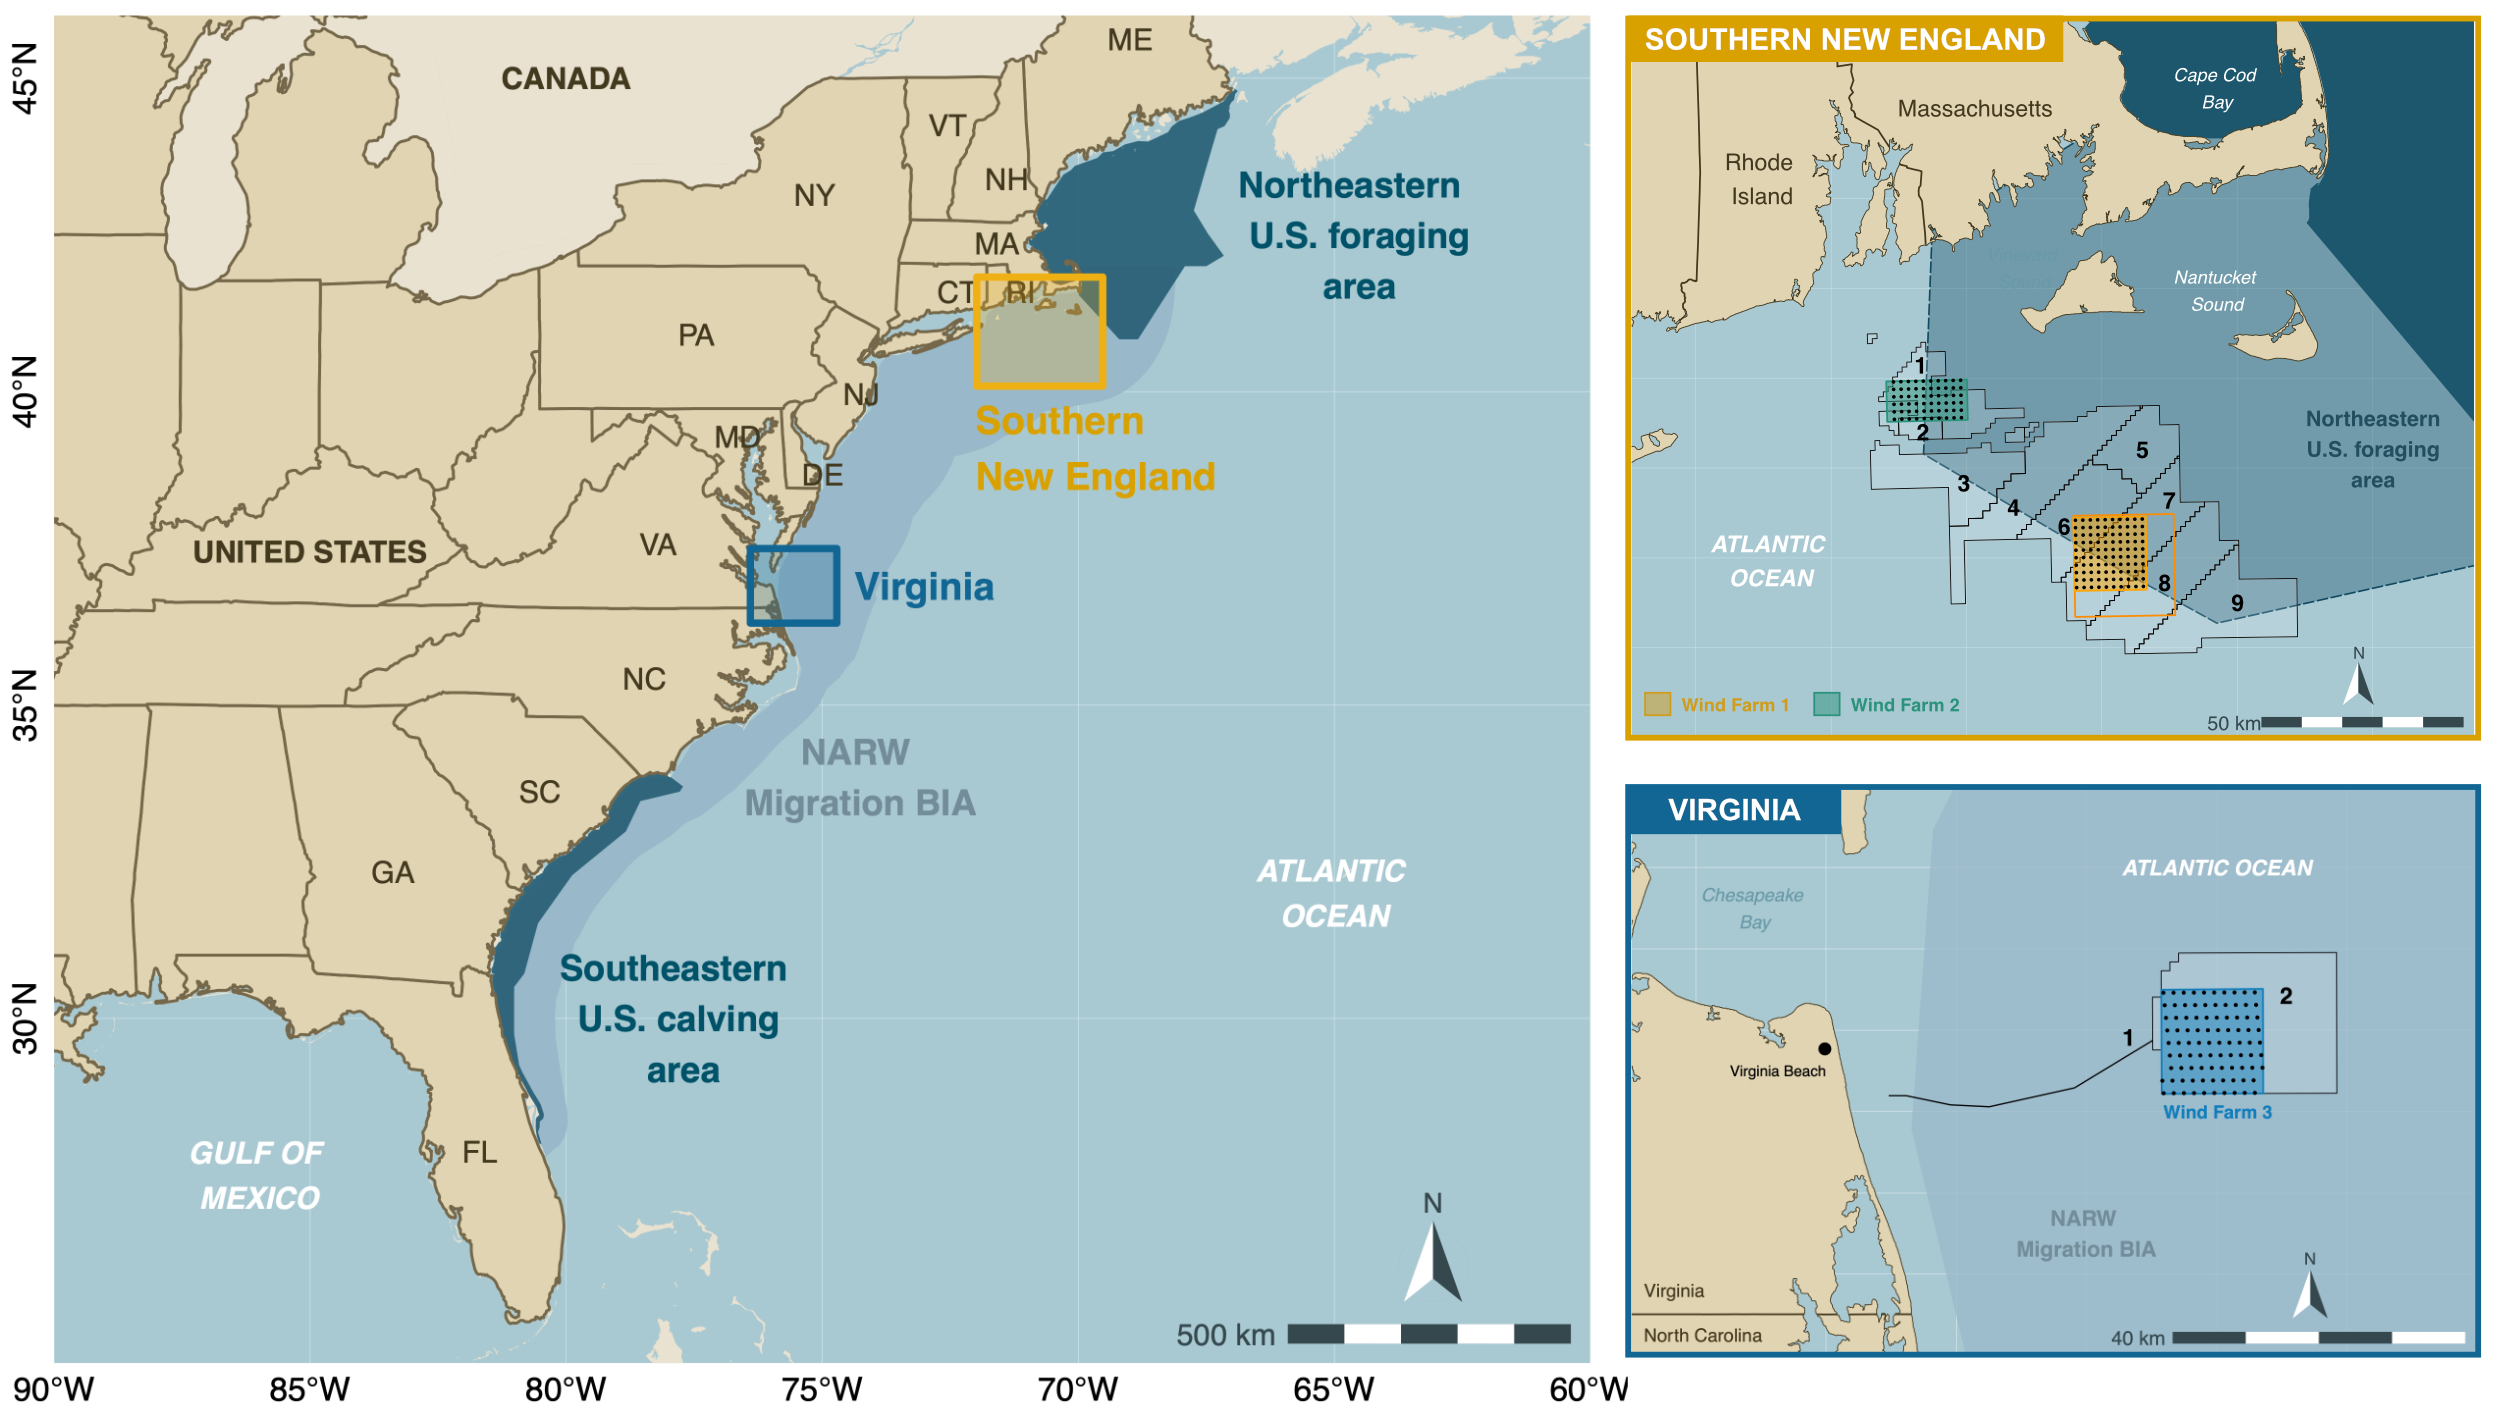 45°N
40°N
35°N
30°N
90°W
85°W
80°W
75°W
70°W
65°W
60°W
CANADA
UNITED STATES
ME
VT
NH
NY
MA
CT
RI
PA
NJ
MD
DE
VA
NC
SC
GA
FL
Northeastern
U.S. foraging
area
Southern
New England
Virginia
NARW
Migration BIA
Southeastern
U.S. calving
area
ATLANTIC
OCEAN
GULF OF
MEXICO
N
500 km
SOUTHERN NEW ENGLAND
Cape Cod
Bay
Massachusetts
Rhode
Island
Vineyard
Nantucket
Sound
1
2
3
4
5
6
7
8
9
Northeastern
U.S. foraging
area
ATLANTIC
OCEAN
Wind Farm 1
Wind Farm 2
N
50 km
VIRGINIA
ATLANTIC OCEAN
Chesapeake
Bay
Virginia Beach
1
2
Wind Farm 3
NARW
Migration BIA
Virginia
North Carolina
N
40 km